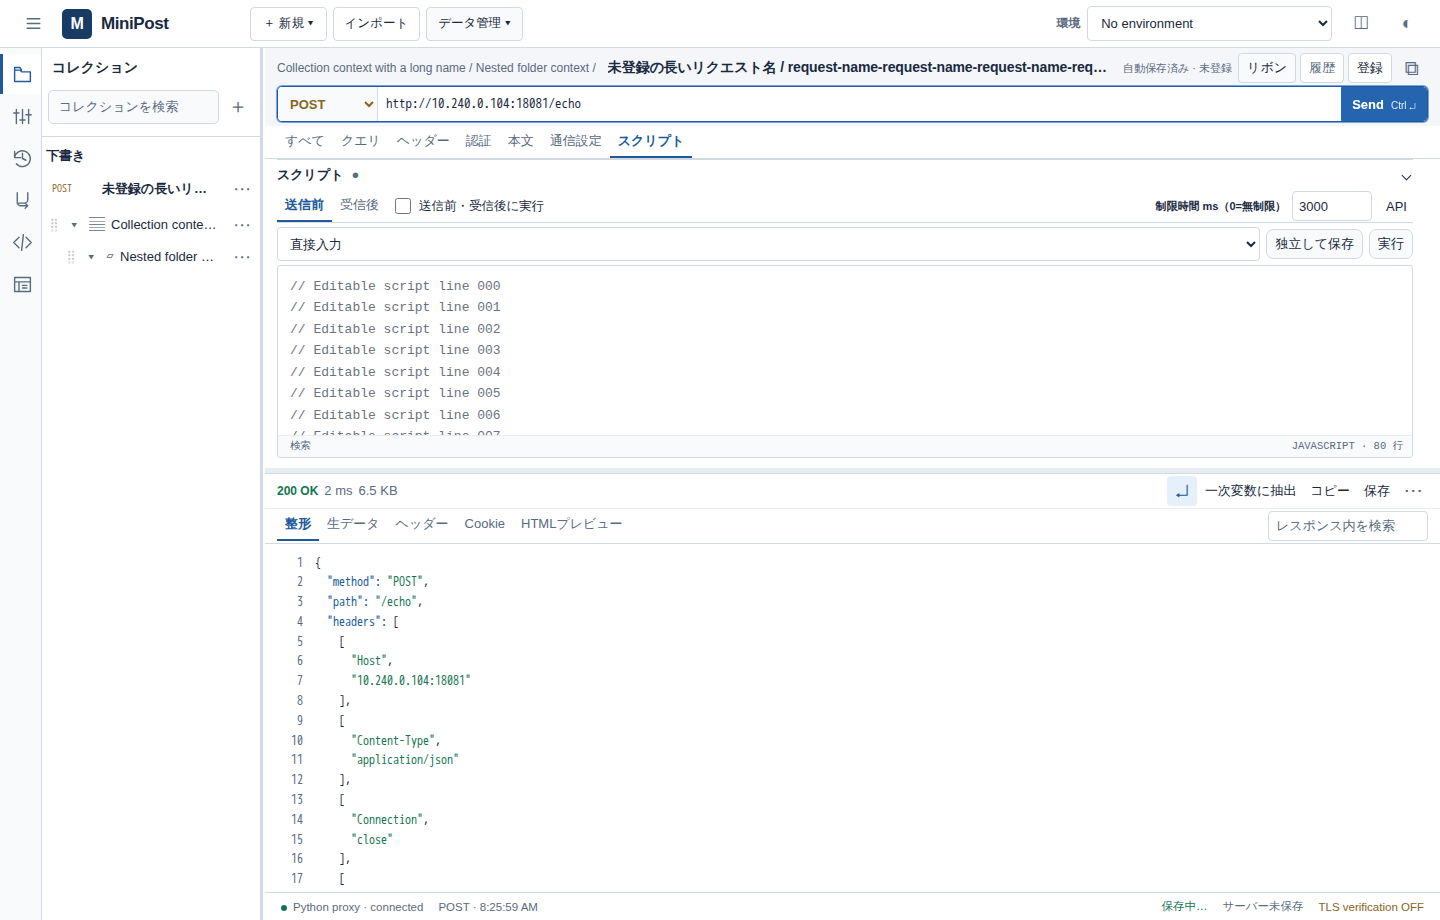 M MiniPost ＋ 新規 ▾ インポート データ管理 ▾ 環境 No environment
コレクション
コレクションを検索 ＋
下書き
POST 未登録の長いリ… ···
Collection conte… ···
Nested folder … ···
Collection context with a long name / Nested folder context / 未登録の長いリクエスト名 / request-name-request-name-request-name-req… 自動保存済み · 未登録 リボン 履歴 登録
POST http://10.240.0.104:18081/echo Send Ctrl ↵
すべて クエリ ヘッダー 認証 本文 通信設定 スクリプト
スクリプト ●
送信前 受信後 送信前・受信後に実行 制限時間 ms（0=無制限） 3000 API
直接入力 独立して保存 実行
// Editable script line 000
// Editable script line 001
// Editable script line 002
// Editable script line 003
// Editable script line 004
// Editable script line 005
// Editable script line 006
// Editable script line 007
検索 JAVASCRIPT · 80 行
200 OK 2 ms 6.5 KB 一次変数に抽出 コピー 保存 ···
整形 生データ ヘッダー Cookie HTMLプレビュー レスポンス内を検索
1 {
2 "method": "POST",
3 "path": "/echo",
4 "headers": [
5 [
6 "Host",
7 "10.240.0.104:18081"
8 ],
9 [
10 "Content-Type",
11 "application/json"
12 ],
13 [
14 "Connection",
15 "close"
16 ],
17 [
● Python proxy · connected POST · 8:25:59 AM 保存中… サーバー未保存 TLS verification OFF